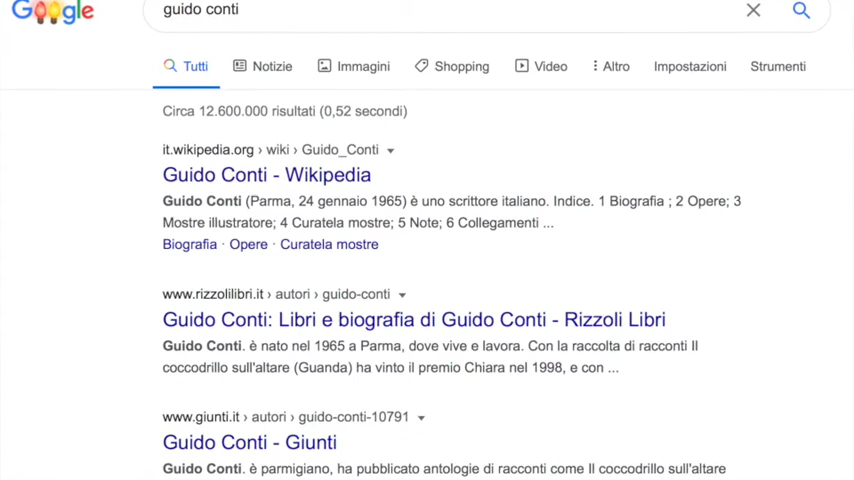 Google
guido conti
Tutti Notizie Immagini Shopping Video Altro Impostazioni Strumenti
Circa 12.600.000 risultati (0,52 secondi)
it.wikipedia.org › wiki › Guido_Conti
Guido Conti - Wikipedia
Guido Conti (Parma, 24 gennaio 1965) è uno scrittore italiano. Indice. 1 Biografia ; 2 Opere; 3
Mostre illustratore; 4 Curatela mostre; 5 Note; 6 Collegamenti ...
Biografia · Opere · Curatela mostre
www.rizzolilibri.it › autori › guido-conti
Guido Conti: Libri e biografia di Guido Conti - Rizzoli Libri
Guido Conti. è nato nel 1965 a Parma, dove vive e lavora. Con la raccolta di racconti Il
coccodrillo sull'altare (Guanda) ha vinto il premio Chiara nel 1998, e con ...
www.giunti.it › autori › guido-conti-10791
Guido Conti - Giunti
Guido Conti. è parmigiano, ha pubblicato antologie di racconti come Il coccodrillo sull'altare